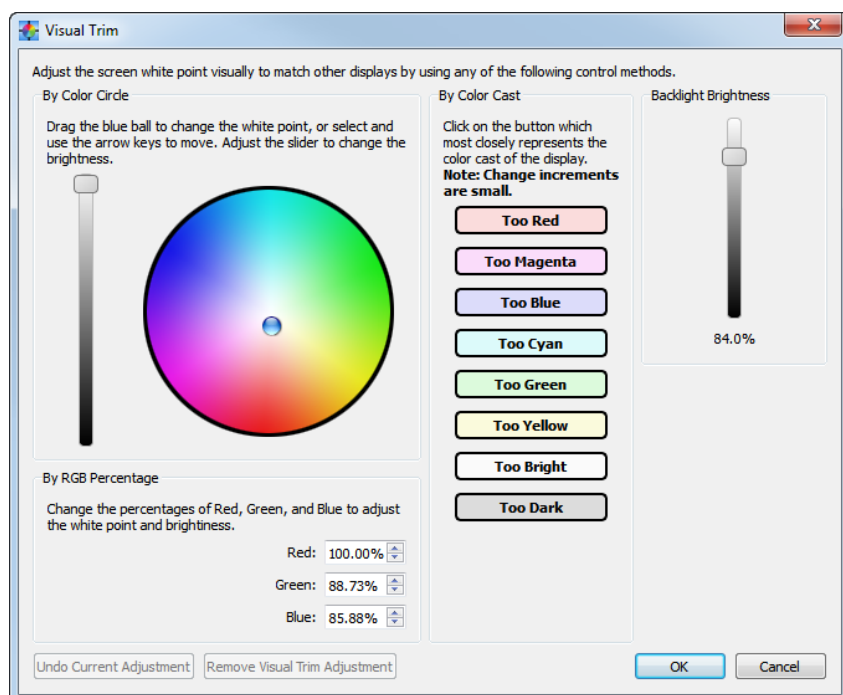 Visual Trim
Adjust the screen white point visually to match other displays by using any of the following control methods.
By Color Circle
Drag the blue ball to change the white point, or select and
use the arrow keys to move. Adjust the slider to change the
brightness.
By RGB Percentage
Change the percentages of Red, Green, and Blue to adjust
the white point and brightness.
Red: 100.00%
Green: 88.73%
Blue: 85.88%
By Color Cast
Click on the button which
most closely represents the
color cast of the display.
Note: Change increments
are small.
Too Red
Too Magenta
Too Blue
Too Cyan
Too Green
Too Yellow
Too Bright
Too Dark
Backlight Brightness
84.0%
Undo Current Adjustment
Remove Visual Trim Adjustment
OK
Cancel